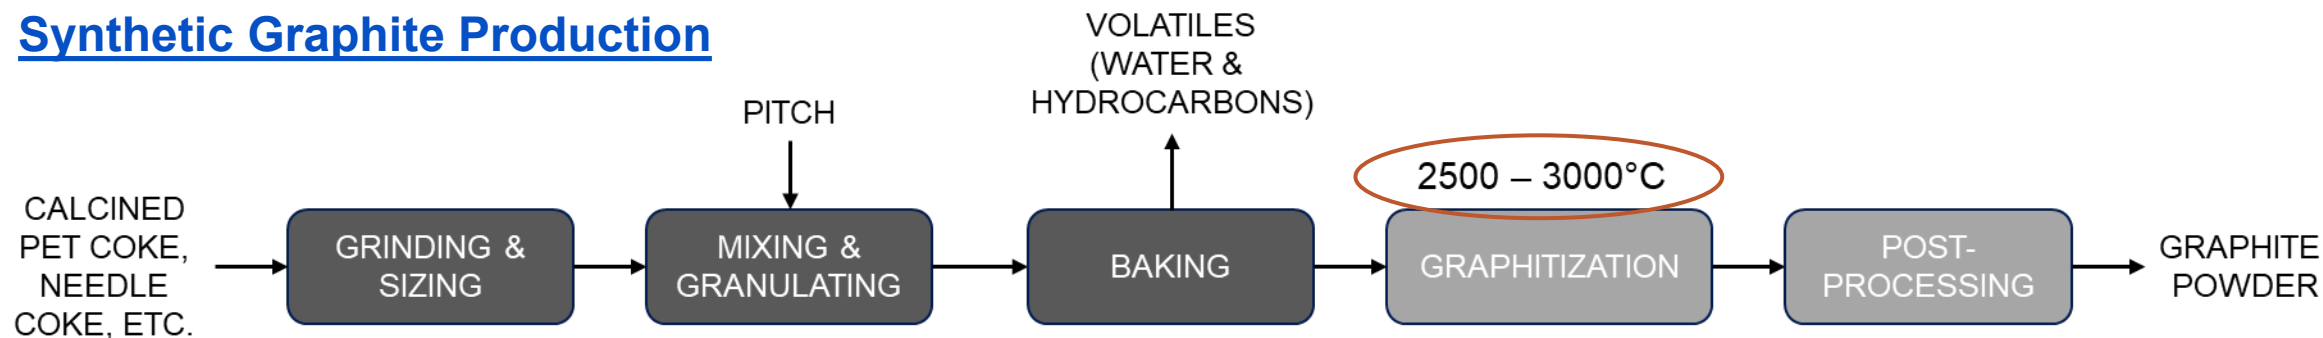 Synthetic Graphite Production
CALCINED
PET COKE,
NEEDLE
COKE, ETC.
GRINDING &
SIZING
PITCH
MIXING &
GRANULATING
VOLATILES
(WATER &
HYDROCARBONS)
BAKING
2500 – 3000°C
GRAPHITIZATION
POST-
PROCESSING
GRAPHITE
POWDER